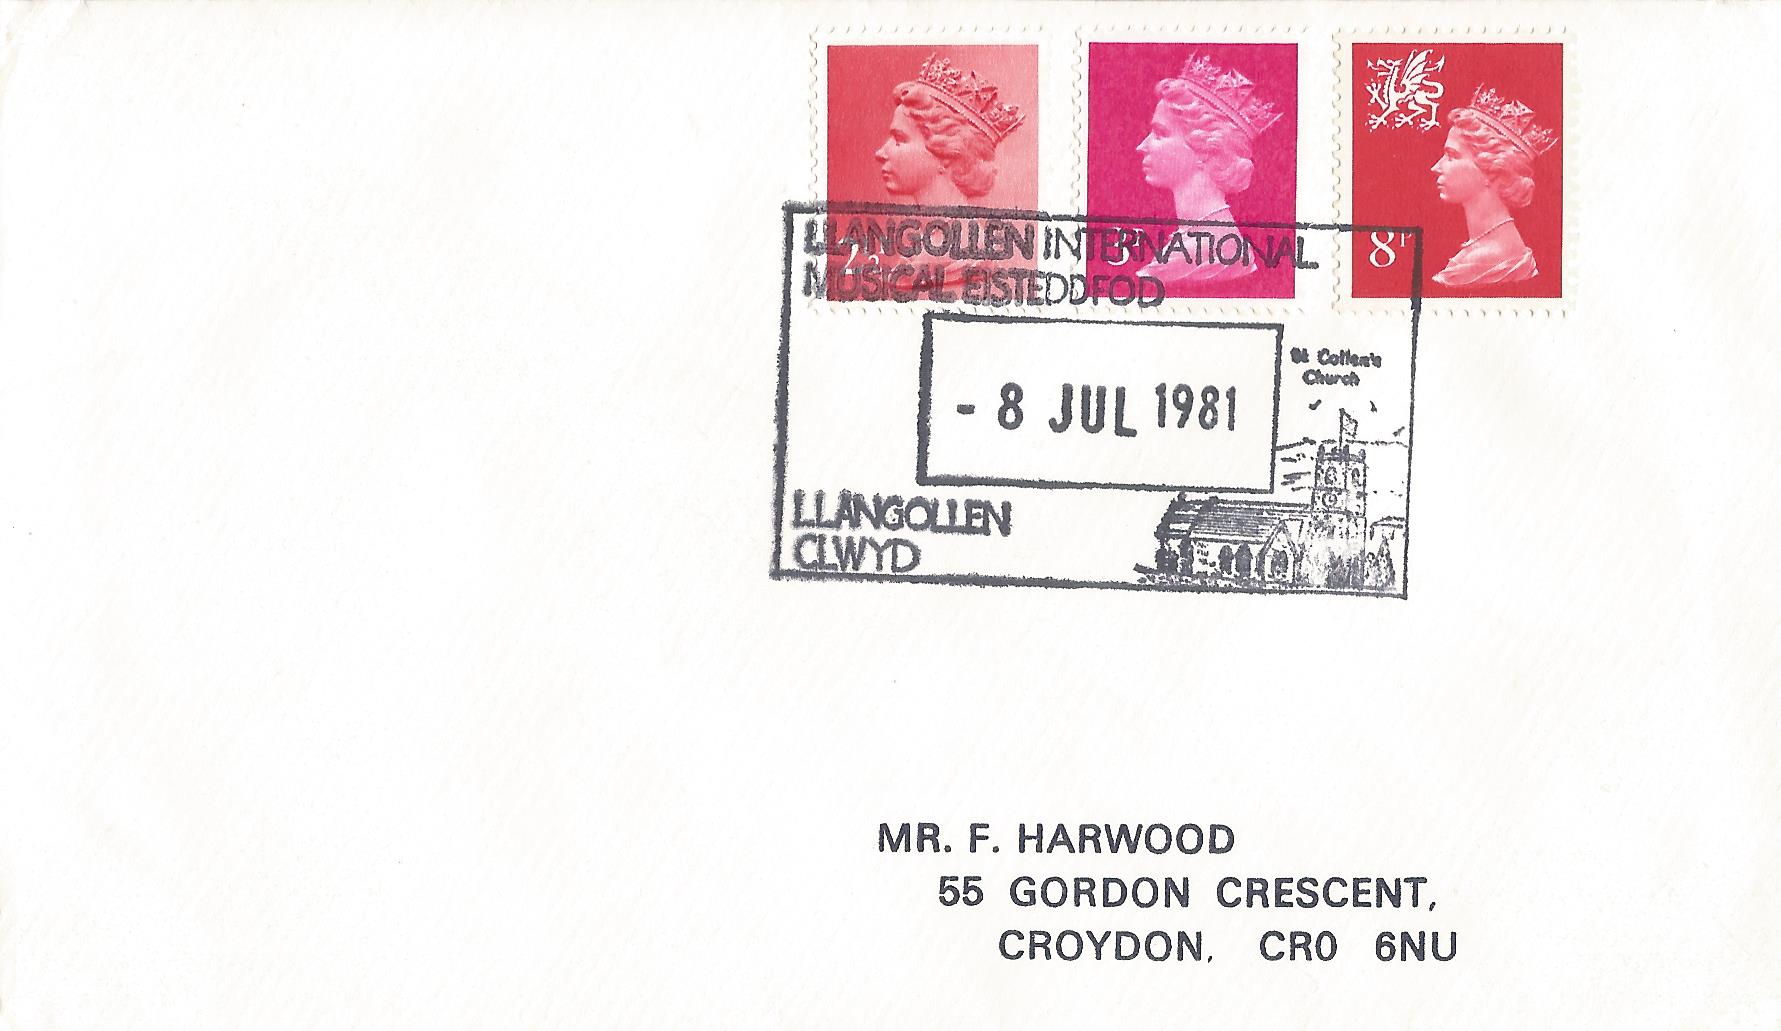 LLANGOLLEN INTERNATIONAL
MUSICAL EISTEDDFOD
8P
St Collen's
Church
- 8 JUL 1981
LLANGOLLEN
CLWYD
MR. F. HARWOOD
55 GORDON CRESCENT,
CROYDON, CR0 6NU